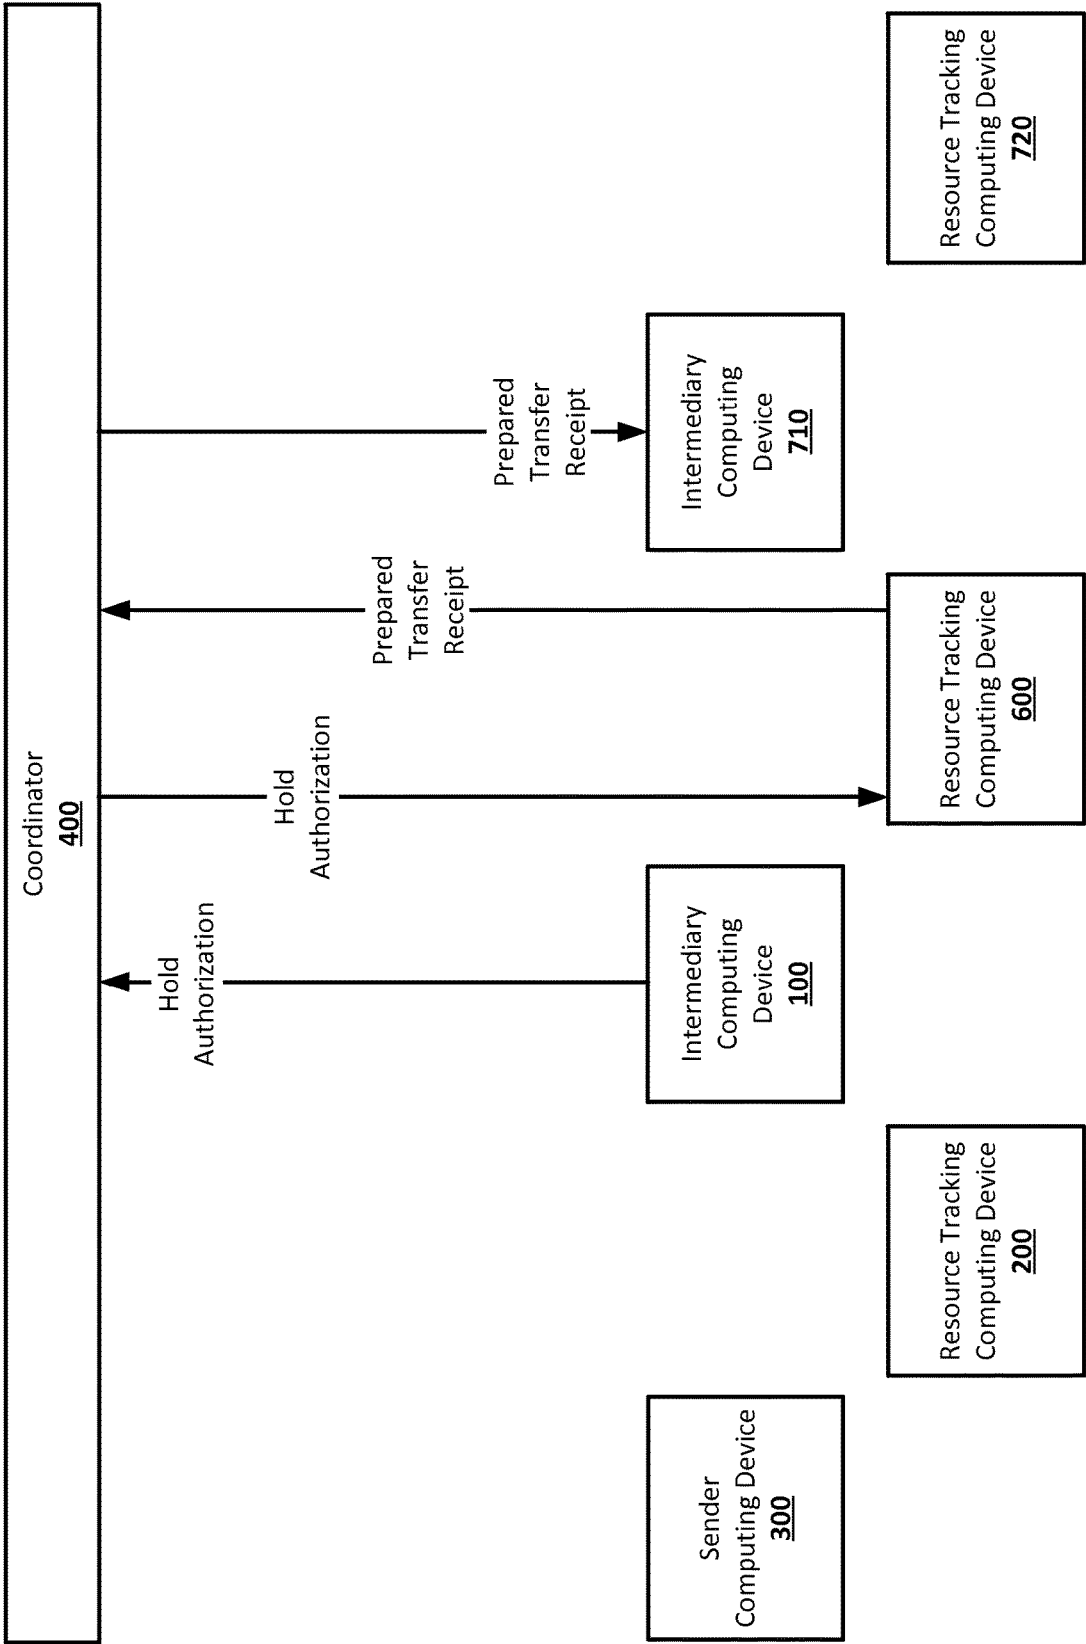 Coordinator
400
Hold
Authorization
Hold
Authorization
Prepared
Transfer
Receipt
Prepared
Transfer
Receipt
Sender
Computing Device
300
Intermediary
Computing
Device
100
Intermediary
Computing
Device
710
Resource Tracking
Computing Device
200
Resource Tracking
Computing Device
600
Resource Tracking
Computing Device
720